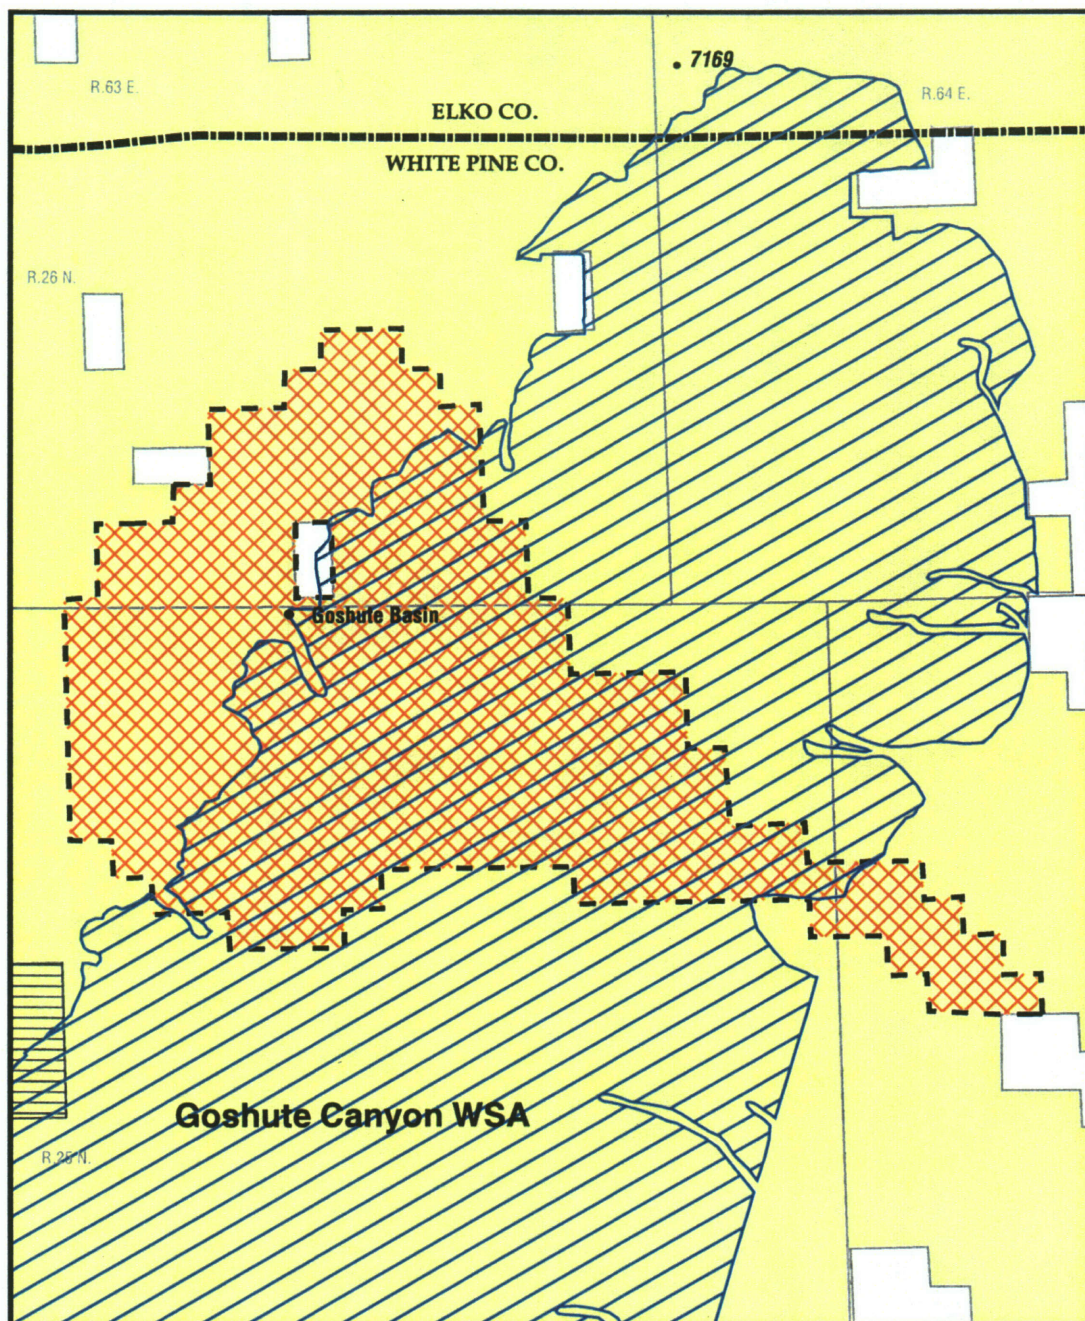 7169
R.63 E.
R.64 E.
ELKO CO.
WHITE PINE CO.
R.26 N.
Goshute Basin
Goshute Canyon WSA
R.25 N.